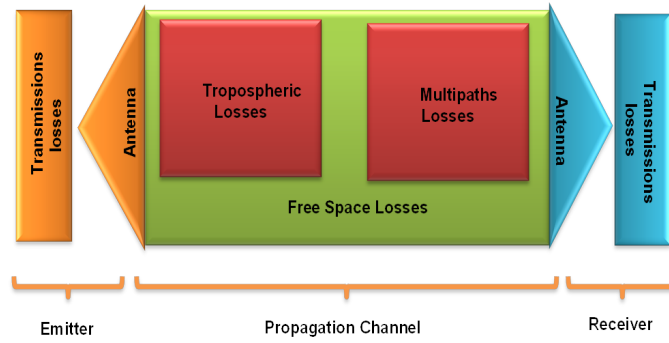 Transmissions
losses
Antenna
Tropospheric
Losses
Multipaths
Losses
Free Space Losses
Antenna
Transmissions
losses
Emitter
Propagation Channel
Receiver